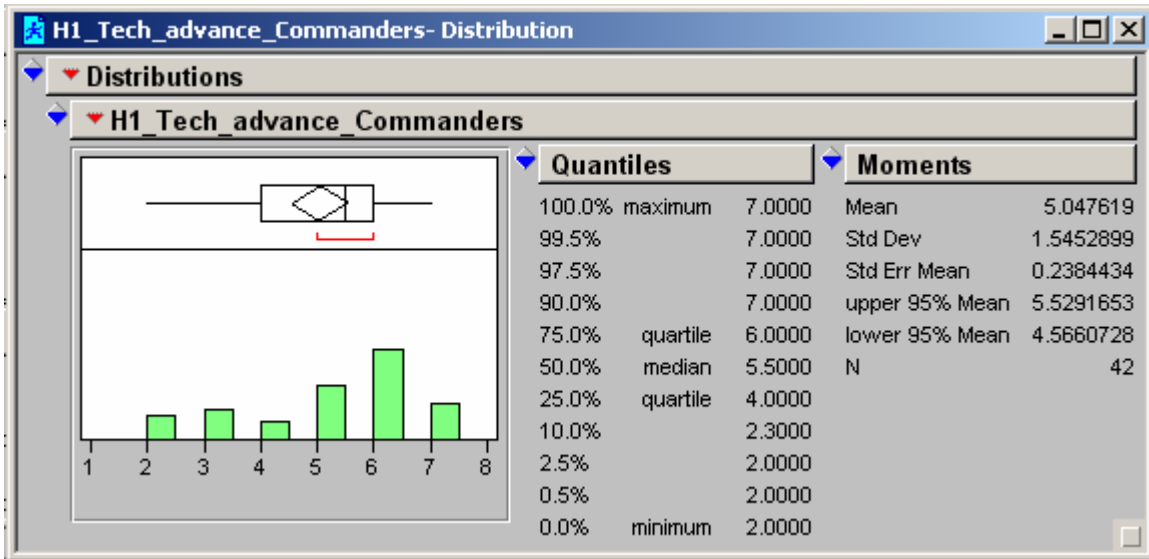 H1_Tech_advance_Commanders- Distribution
Distributions
H1_Tech_advance_Commanders
1 2 3 4 5 6 7 8
Quantiles
100.0% maximum 7.0000
99.5% 7.0000
97.5% 7.0000
90.0% 7.0000
75.0% quartile 6.0000
50.0% median 5.5000
25.0% quartile 4.0000
10.0% 2.3000
2.5% 2.0000
0.5% 2.0000
0.0% minimum 2.0000
Moments
Mean 5.047619
Std Dev 1.5452899
Std Err Mean 0.2384434
upper 95% Mean 5.5291653
lower 95% Mean 4.5660728
N 42